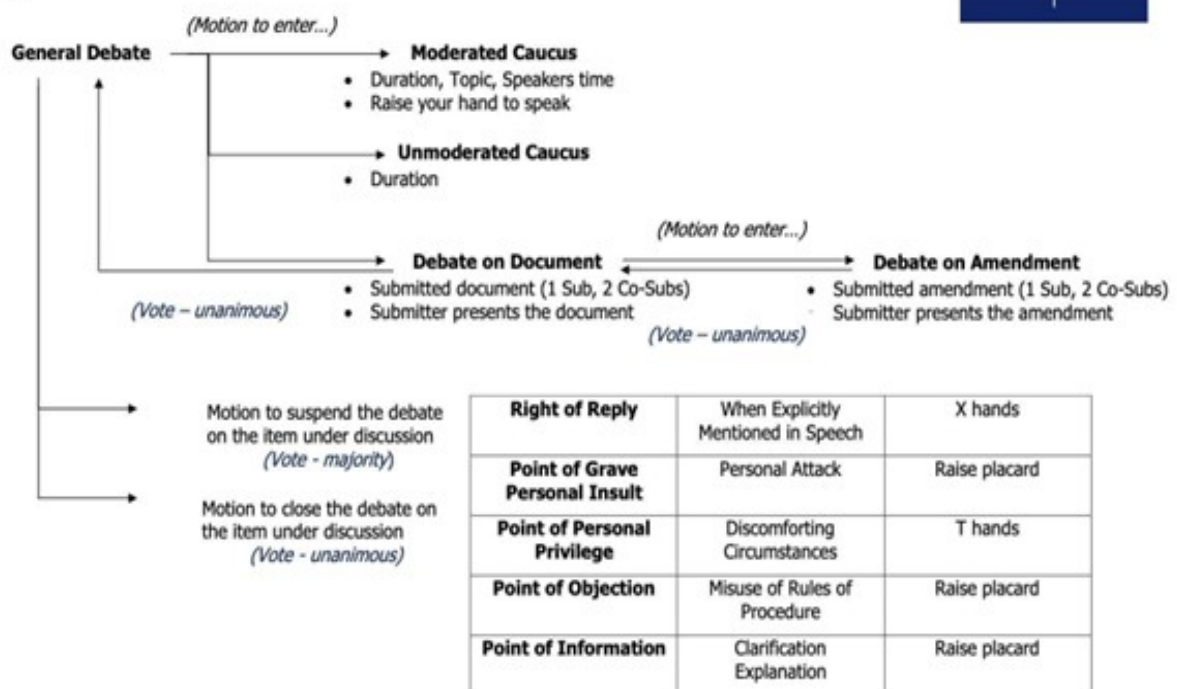 (Motion to enter...)
General Debate
Moderated Caucus
• Duration, Topic, Speakers time
• Raise your hand to speak
Unmoderated Caucus
• Duration
(Motion to enter...)
Debate on Document
• Submitted document (1 Sub, 2 Co-Subs)
• Submitter presents the document
(Vote – unanimous)
Debate on Amendment
• Submitted amendment (1 Sub, 2 Co-Subs)
Submitter presents the amendment
(Vote – unanimous)
Motion to suspend the debate
on the item under discussion
(Vote - majority)
Motion to close the debate on
the item under discussion
(Vote - unanimous)
Right of Reply
When Explicitly
Mentioned in Speech
X hands
Point of Grave
Personal Insult
Personal Attack
Raise placard
Point of Personal
Privilege
Discomforting
Circumstances
T hands
Point of Objection
Misuse of Rules of
Procedure
Raise placard
Point of Information
Clarification
Explanation
Raise placard